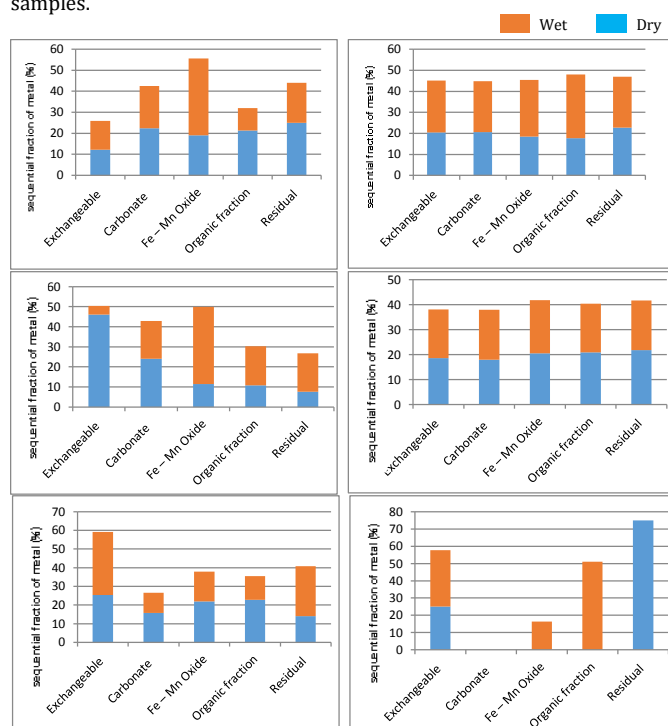 samples.
Wet Dry
sequential fraction of metal (%)
60
50
40
30
20
10
0
Exchangeable
Carbonate
Fe – Mn Oxide
Organic fraction
Residual
sequential fraction of metal (%)
60
50
40
30
20
10
0
Exchangeable
Carbonate
Fe – Mn Oxide
Organic fraction
Residual
sequential fraction of metal (%)
60
50
40
30
20
10
0
Exchangeable
Carbonate
Fe – Mn Oxide
Organic fraction
Residual
sequential fraction of metal (%)
50
40
30
20
10
0
Exchangeable
Carbonate
Fe – Mn Oxide
Organic fraction
Residual
sequential fraction of metal (%)
70
60
50
40
30
20
10
0
Exchangeable
Carbonate
Fe – Mn Oxide
Organic fraction
Residual
sequential fraction of metal (%)
80
70
60
50
40
30
20
10
0
Exchangeable
Carbonate
Fe – Mn Oxide
Organic fraction
Residual